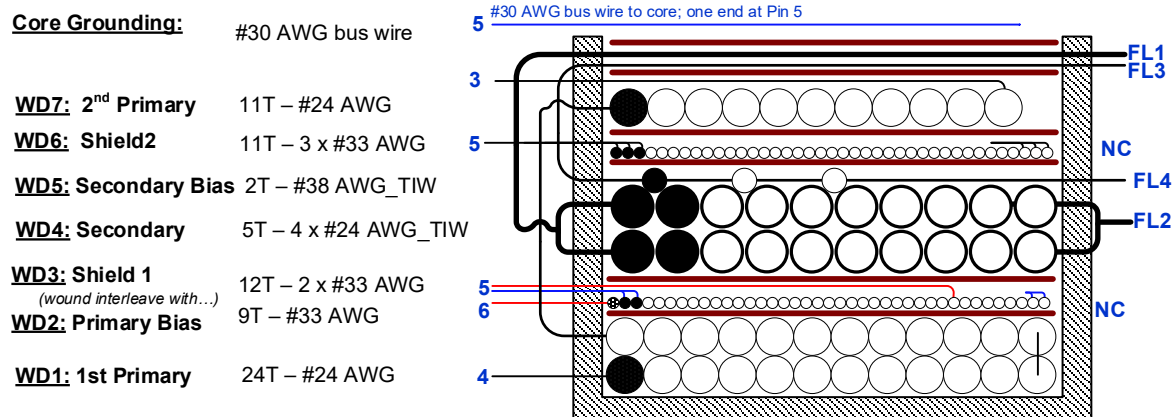 Core Grounding: #30 AWG bus wire
5 #30 AWG bus wire to core; one end at Pin 5
FL1
FL3
3
WD7: 2nd Primary 11T – #24 AWG
WD6: Shield2 11T – 3 x #33 AWG
5 NC
WD5: Secondary Bias 2T – #38 AWG_TIW
FL4
WD4: Secondary 5T – 4 x #24 AWG_TIW
FL2
WD3: Shield 1 12T – 2 x #33 AWG
(wound interleave with…)
5
6 NC
WD2: Primary Bias 9T – #33 AWG
WD1: 1st Primary 24T – #24 AWG
4